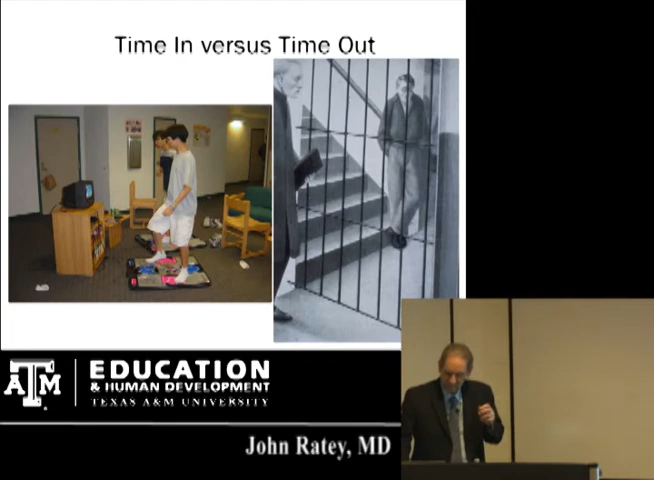 Time In versus Time Out
ATM
EDUCATION
& HUMAN DEVELOPMENT
TEXAS A&M UNIVERSITY
John Ratey, MD